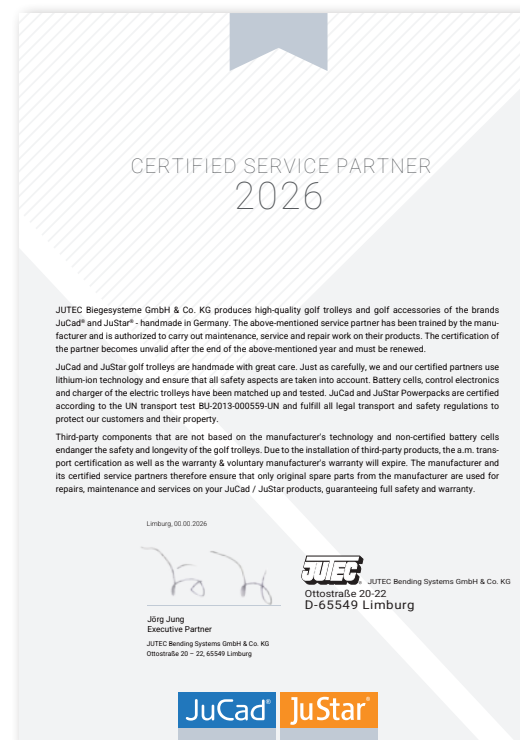 CERTIFIED SERVICE PARTNER
2026
JUTEC Biegesysteme GmbH & Co. KG produces high-quality golf trolleys and golf accessories of the brands
JuCad® and JuStar® - handmade in Germany. The above-mentioned service partner has been trained by the manu-
facturer and is authorized to carry out maintenance, service and repair work on their products. The certification of
the partner becomes unvalid after the end of the above-mentioned year and must be renewed.
JuCad and JuStar golf trolleys are handmade with great care. Just as carefully, we and our certified partners use
lithium-ion technology and ensure that all safety aspects are taken into account. Battery cells, control electronics
and charger of the electric trolleys have been matched up and tested. JuCad and JuStar Powerpacks are certified
according to the UN transport test BU-2013-000559-UN and fulfill all legal transport and safety regulations to
protect our customers and their property.
Third-party components that are not based on the manufacturer's technology and non-certified battery cells
endanger the safety and longevity of the golf trolleys. Due to the installation of third-party products, the a.m. trans-
port certification as well as the warranty & voluntary manufacturer's warranty will expire. The manufacturer and
its certified service partners therefore ensure that only original spare parts from the manufacturer are used for
repairs, maintenance and services on your JuCad / JuStar products, guaranteeing full safety and warranty.
Limburg, 00.00.2026
JUTEC® JUTEC Bending Systems GmbH & Co. KG
Ottostraße 20-22
D-65549 Limburg
Jörg Jung
Executive Partner
JUTEC Bending Systems GmbH & Co. KG
Ottostraße 20 – 22, 65549 Limburg
JuCad® JuStar®